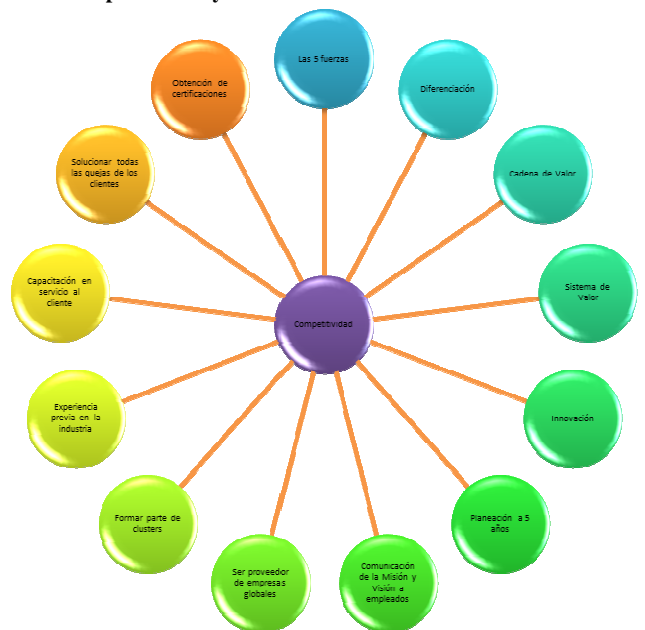 Las 5 fuerzas
Diferenciación
Cadena de Valor
Sistema de
Valor
Innovación
Planeación a 5
años
Comunicación
de la Misión y
Visión a
empleados
Ser proveedor
de empresas
globales
Formar parte de
clusters
Experiencia
previa en la
industria
Capacitación en
servicio al
cliente
Solucionar todas
las quejas de los
clientes
Obtención de
certificaciones
Competitividad